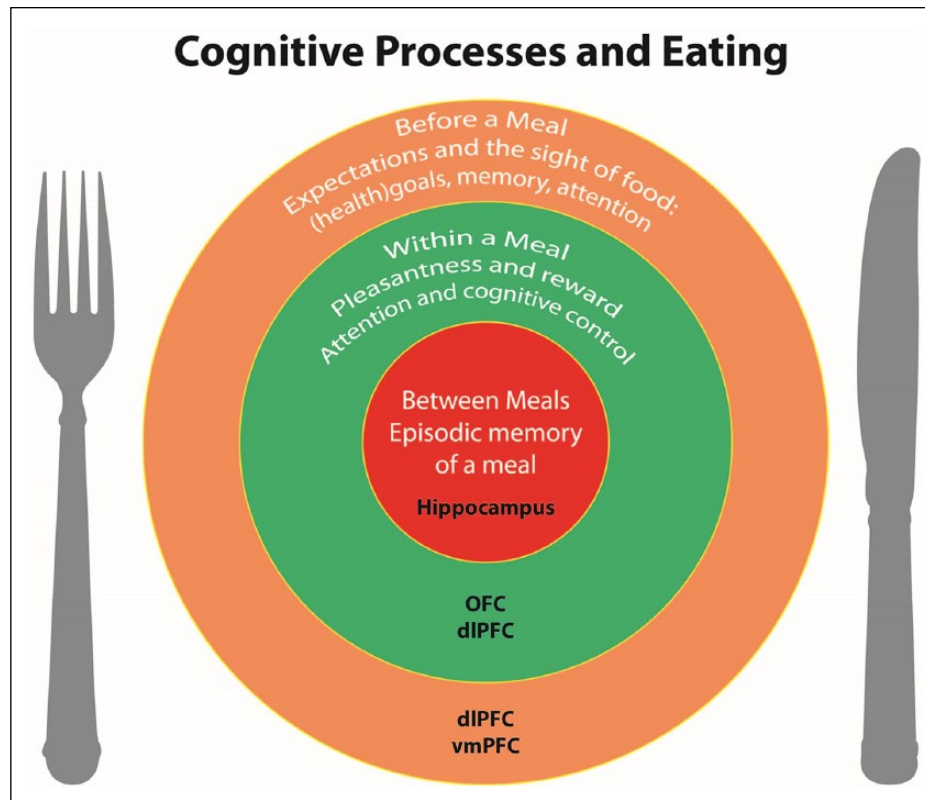 Cognitive Processes and Eating
Before a Meal
Expectations and the sight of food:
(health)goals, memory, attention
Within a Meal
Pleasantness and reward
Attention and cognitive control
Between Meals
Episodic memory
of a meal
Hippocampus
OFC
dlPFC
dlPFC
vmPFC